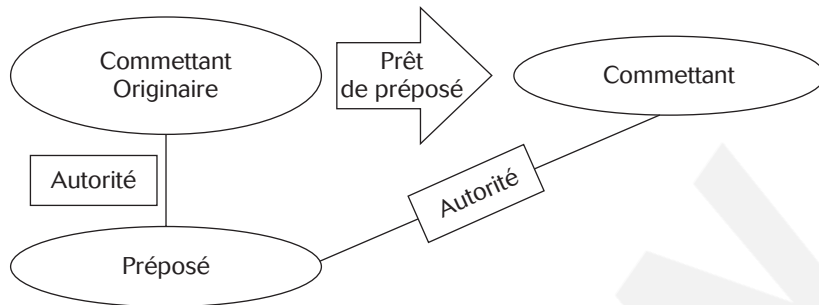 Commettant
Originaire
Prêt
de préposé
Commettant
Autorité
Autorité
Préposé